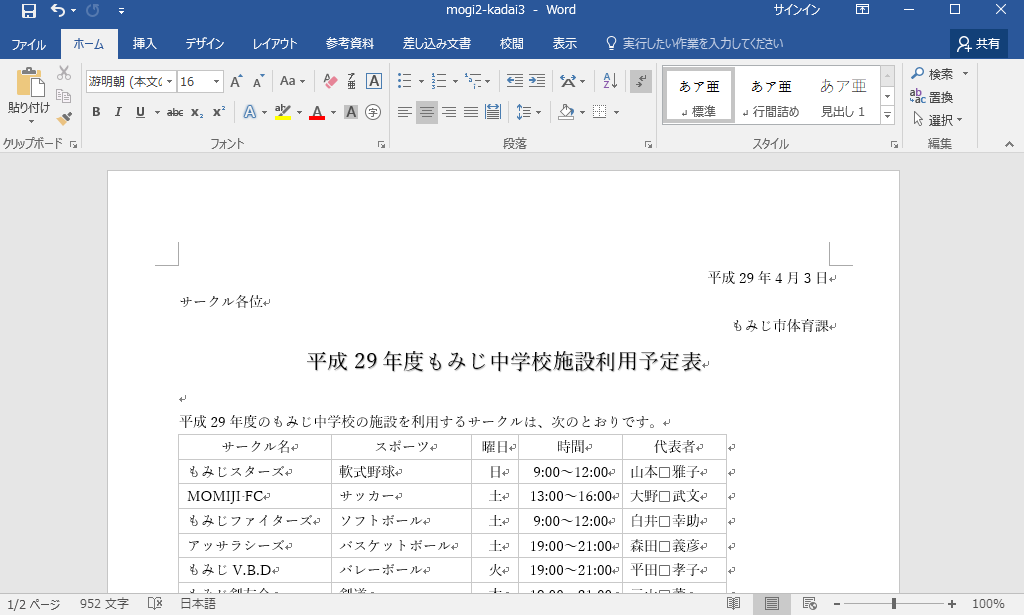 mogi2-kadai3 - Word
サインイン
ファイル ホーム 挿入 デザイン レイアウト 参考資料 差し込み文書 校閲 表示 実行したい作業を入力してください 共有
貼り付け
クリップボード
游明朝 (本文の 16 Aa
B I U abc x₂ x² A A A 字
フォント
段落
あア亜 あア亜 あア亜
標準 行間詰め 見出し 1
スタイル
検索
置換
選択
編集
平成 29 年 4 月 3 日
サークル各位
もみじ市体育課
平成 29 年度もみじ中学校施設利用予定表
平成 29 年度のもみじ中学校の施設を利用するサークルは、次のとおりです。
サークル名 スポーツ 曜日 時間 代表者
もみじスターズ 軟式野球 日 9:00～12:00 山本□雅子
MOMIJI FC サッカー 土 13:00～16:00 大野□武文
もみじファイターズ ソフトボール 土 9:00～12:00 白井□幸助
アッサラシーズ バスケットボール 土 19:00～21:00 森田□義彦
もみじ V.B.D バレーボール 火 19:00～21:00 平田□孝子
1/2 ページ 952 文字 日本語 100%